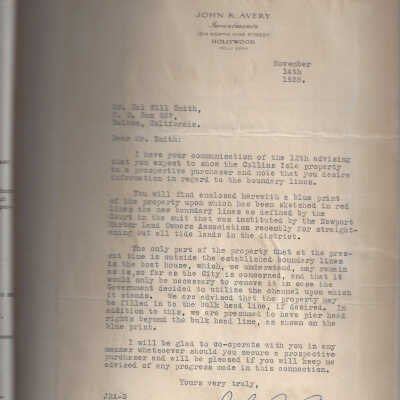 JOHN K. AVERY
Investments
STREET
HOLLYWOOD
November
14th
1928.
Mr. Hal Will Smith,
P. O. Box
Balboa, California.
Dear Mr. Smith:
I have your communication of the 12th advising
that you expect to show the Collins Isle property
to a prospective purchaser and note that you desire
information in regard to the boundary lines.
You will find enclosed herewith a blue print
of the property upon which has been sketched in red
lines the new boundary lines as defined by the
Court in the suit that was instituted by the Newport
Harbor Land Owners Association recently for straight-
ening out all tide lands in the district.
The only part of the property that at the pres-
ent time is outside the established boundary lines
is the boat house, which, we understand, may remain
as is, so far as the City is concerned, and that it
would only be necessary to remove it in case the
Government decided to utilize the channel upon which
it stands. We are advised that the property may
be filled in to the bulk head line, if desired. In
addition to this, we are presumed to have pier head
rights beyond the bulk head line, as shown on the
blue print.
I will be glad to co-operate with you in any
manner whatsoever should you secure a prospective
purchaser and will be pleased if you will keep me
advised of any progress made in this connection.
Yours very truly,